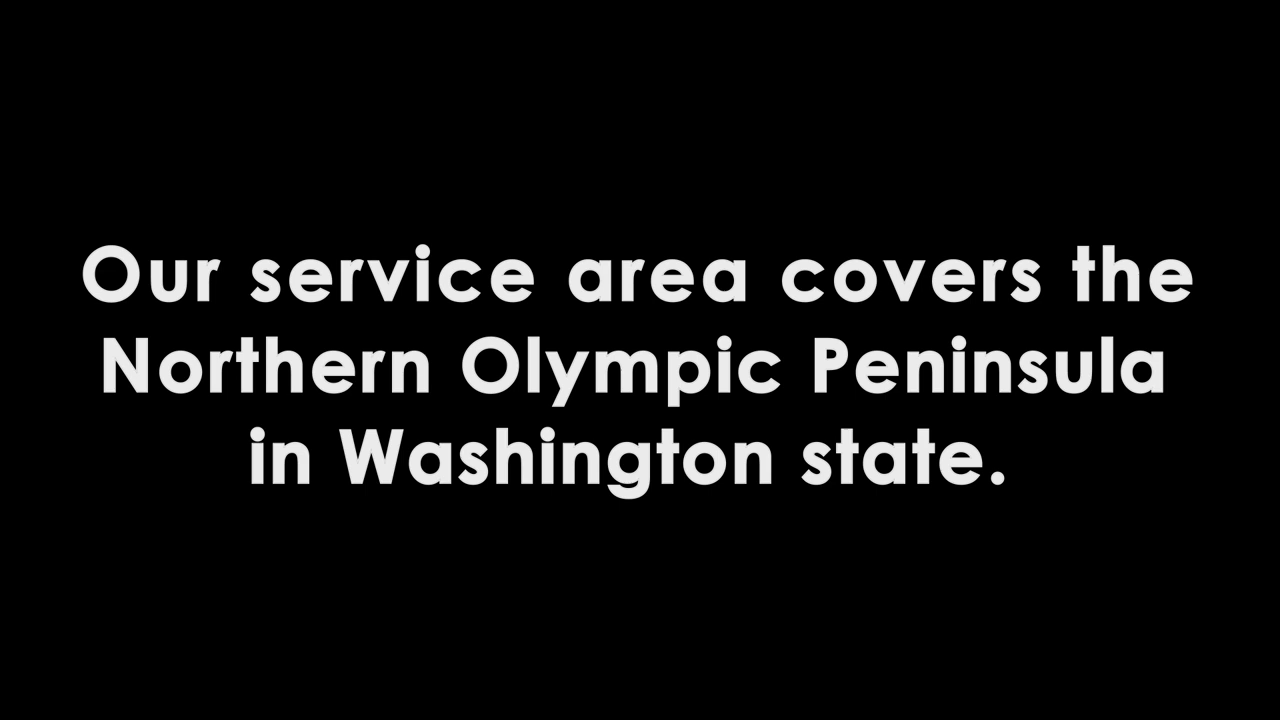 Our service area covers the
Northern Olympic Peninsula
in Washington state.